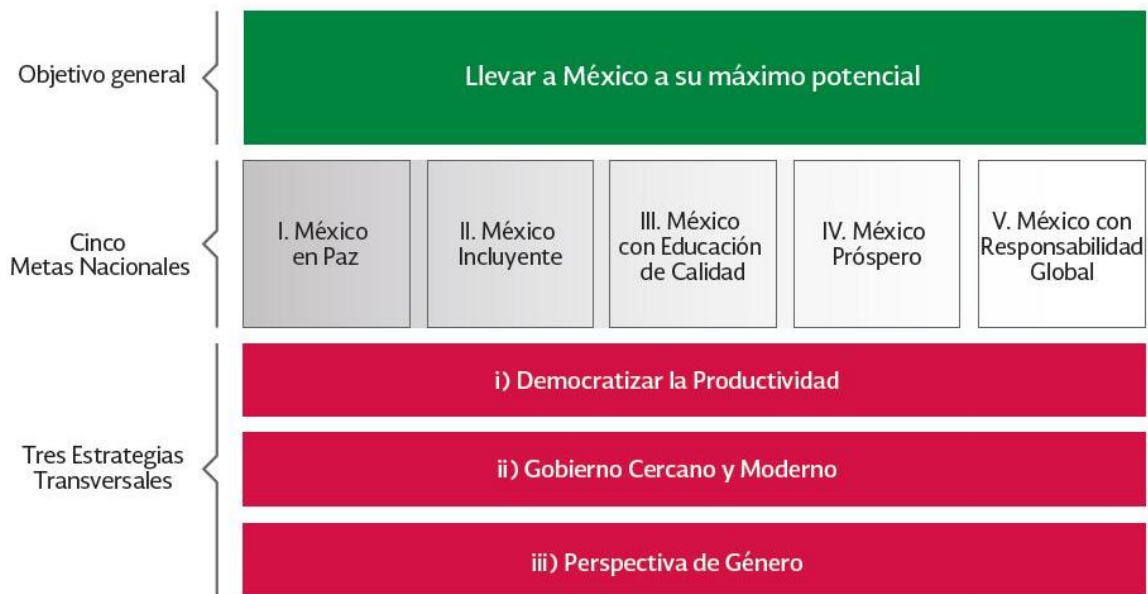 Objetivo general
Llevar a México a su máximo potencial
Cinco
Metas Nacionales
I. México
en Paz
II. México
Incluyente
III. México
con Educación
de Calidad
IV. México
Próspero
V. México con
Responsabilidad
Global
Tres Estrategias
Transversales
i) Democratizar la Productividad
ii) Gobierno Cercano y Moderno
iii) Perspectiva de Género